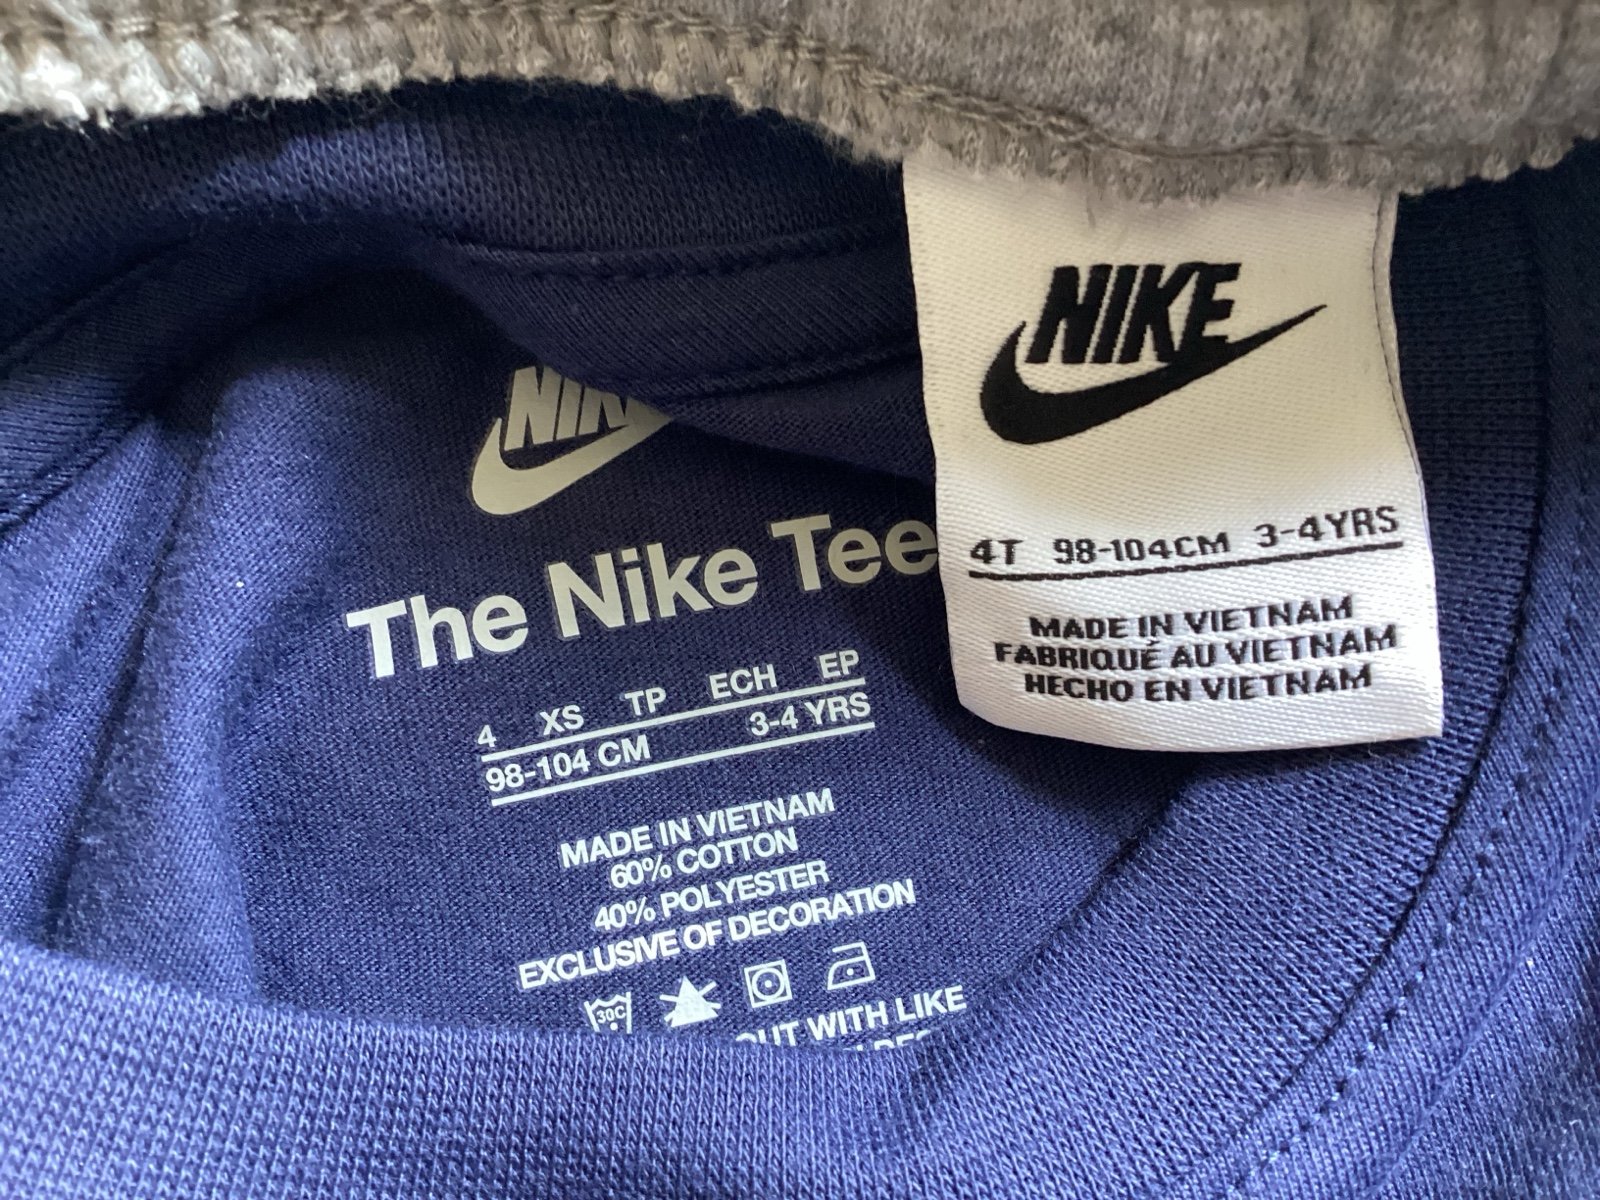 NIKE
4T 98-104CM 3-4YRS
MADE IN VIETNAM
FABRIQUÉ AU VIETNAM
HECHO EN VIETNAM
The Nike Tee
4 XS TP ECH EP
98-104 CM 3-4 YRS
MADE IN VIETNAM
60% COTTON
40% POLYESTER
EXCLUSIVE OF DECORATION
30C
WITH LIKE